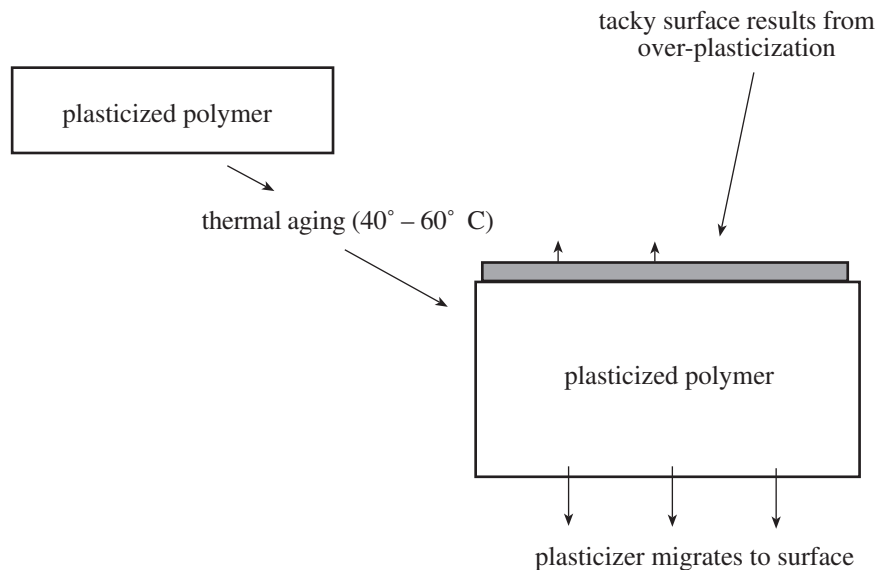 tacky surface results from
over-plasticization
plasticized polymer
thermal aging (40° – 60° C)
plasticized polymer
plasticizer migrates to surface